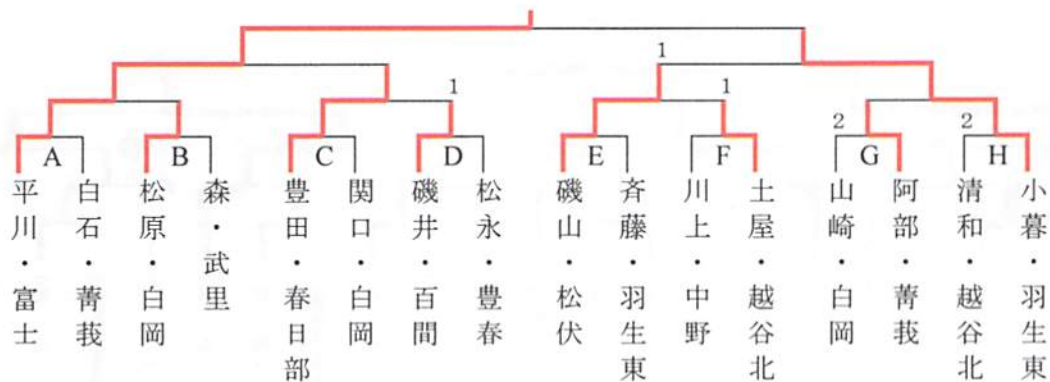 1
1
1
2
2
A
B
C
D
E
F
G
H
平川・富士
白石・菁莪
松原・白岡
森・武里
豊田・春日部
関口・白岡
磯井・百間
松永・豊春
磯山・松伏
斉藤・羽生東
川上・中野
土屋・越谷北
山崎・白岡
阿部・菁莪
清和・越谷北
小暮・羽生東